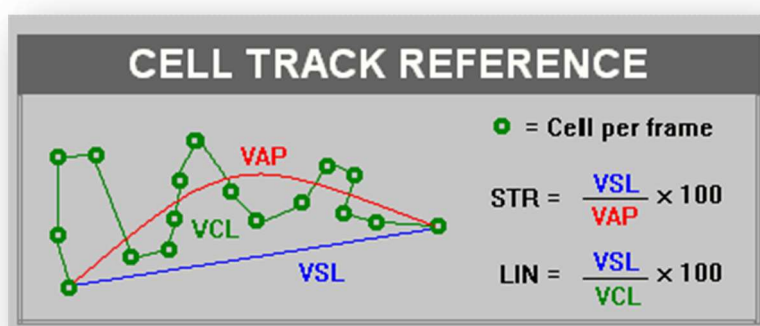 CELL TRACK REFERENCE
VAP
VCL
VSL
= Cell per frame
STR = VSL / VAP × 100
LIN = VSL / VCL × 100